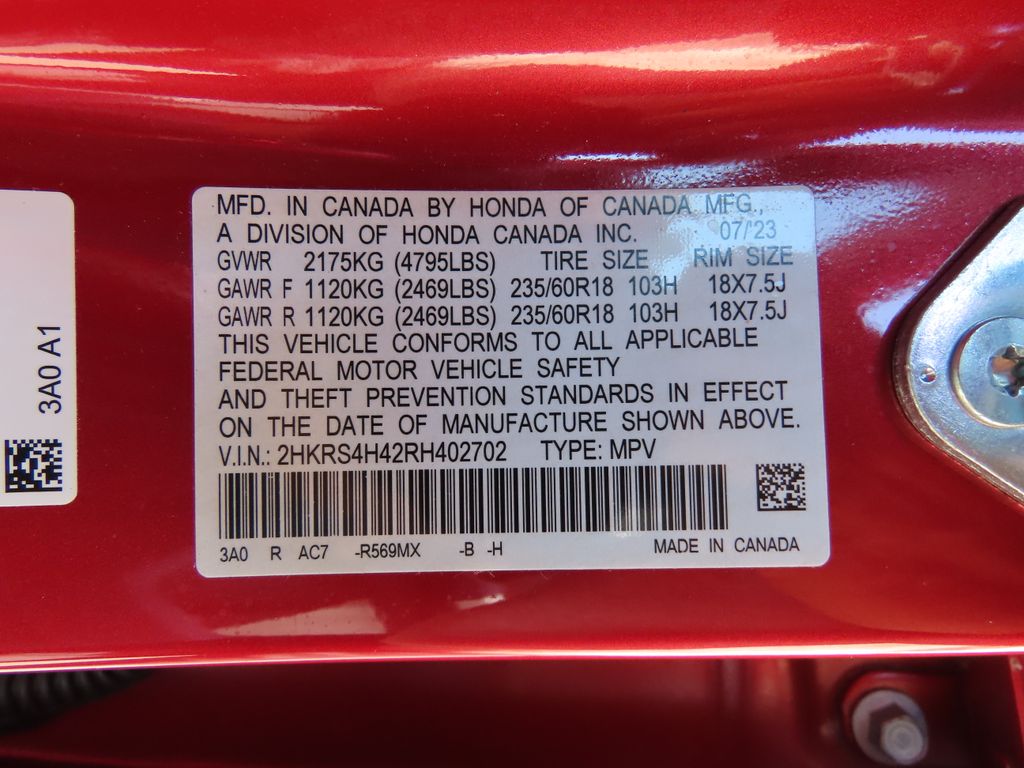 MFD. IN CANADA BY HONDA OF CANADA MFG.,
A DIVISION OF HONDA CANADA INC. 07/'23
GVWR 2175KG (4795LBS) TIRE SIZE RIM SIZE
GAWR F 1120KG (2469LBS) 235/60R18 103H 18X7.5J
GAWR R 1120KG (2469LBS) 235/60R18 103H 18X7.5J
THIS VEHICLE CONFORMS TO ALL APPLICABLE
FEDERAL MOTOR VEHICLE SAFETY
AND THEFT PREVENTION STANDARDS IN EFFECT
ON THE DATE OF MANUFACTURE SHOWN ABOVE.
V.I.N.: 2HKRS4H42RH402702 TYPE: MPV
3A0 R AC7 -R569MX -B -H MADE IN CANADA
3A0 A1